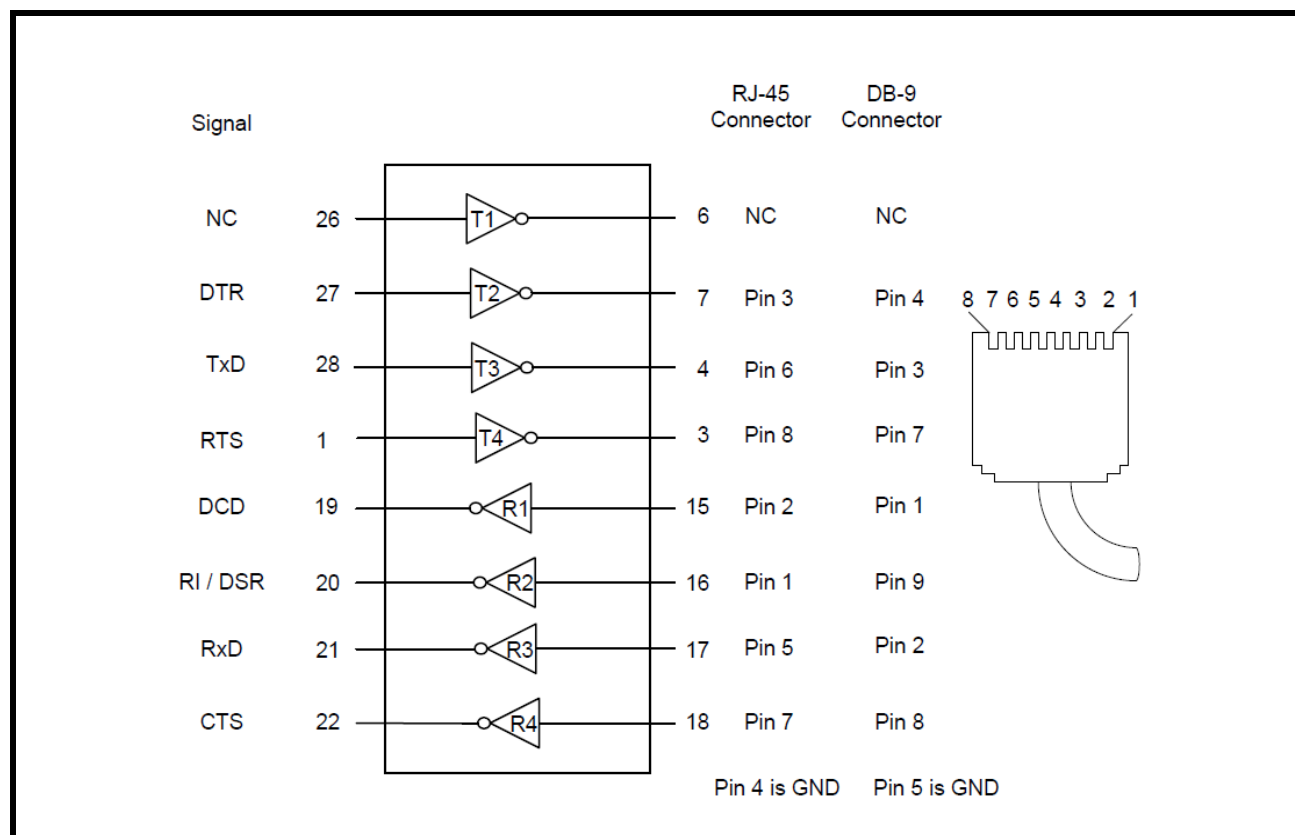 RJ-45 DB-9
Signal Connector Connector
NC 26 T1 6 NC NC
DTR 27 T2 7 Pin 3 Pin 4
8 7 6 5 4 3 2 1
TxD 28 T3 4 Pin 6 Pin 3
RTS 1 T4 3 Pin 8 Pin 7
DCD 19 R1 15 Pin 2 Pin 1
RI / DSR 20 R2 16 Pin 1 Pin 9
RxD 21 R3 17 Pin 5 Pin 2
CTS 22 R4 18 Pin 7 Pin 8
Pin 4 is GND Pin 5 is GND